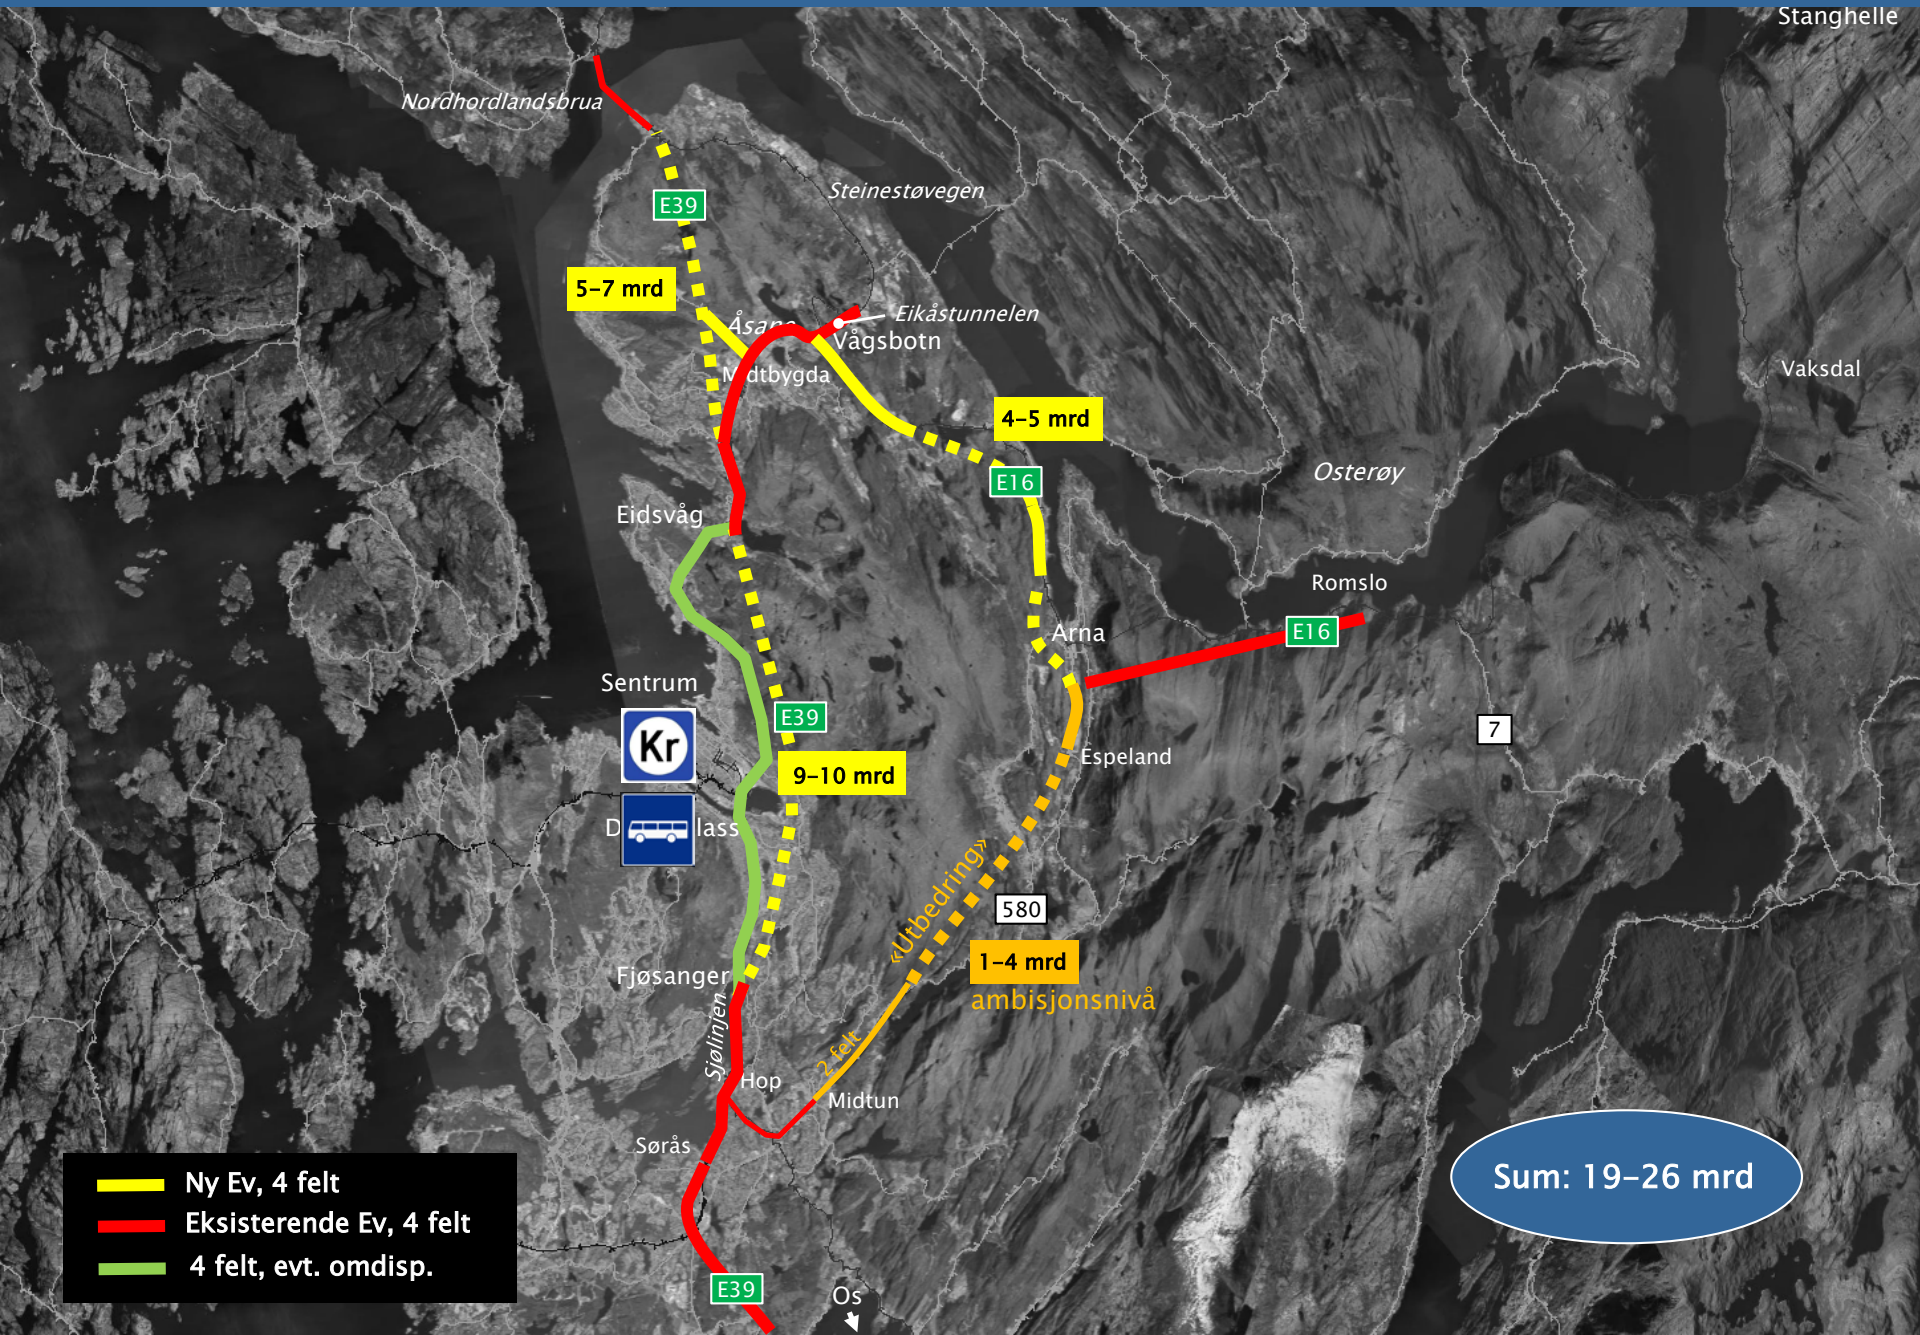 Stanghelle
Nordhordlandsbrua
Steinestøvegen
E39
5–7 mrd
Åsane
Eikåstunnelen
Vågsbotn
Midtbygda
Vaksdal
4–5 mrd
Osterøy
E16
Eidsvåg
Romslo
E16
Arna
Sentrum
E39
7
Kr
Espeland
9–10 mrd
D lass
«Utbedring»
580
1–4 mrd
ambisjonsnivå
Fjøsanger
Sjølinjen
2 felt
Hop
Midtun
Sørås
Sum: 19–26 mrd
Ny Ev, 4 felt
Eksisterende Ev, 4 felt
4 felt, evt. omdisp.
E39
Os